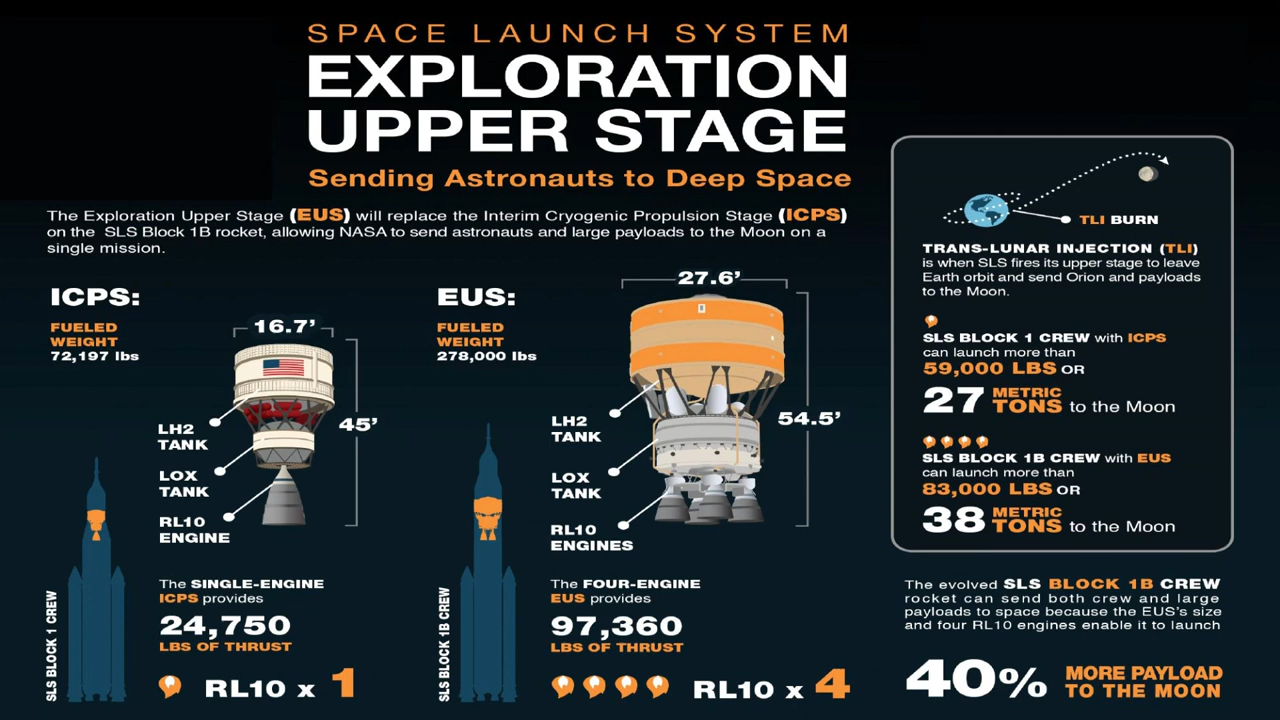 SPACE LAUNCH SYSTEM
EXPLORATION
UPPER STAGE
Sending Astronauts to Deep Space
The Exploration Upper Stage (EUS) will replace the Interim Cryogenic Propulsion Stage (ICPS)
on the SLS Block 1B rocket, allowing NASA to send astronauts and large payloads to the Moon on a
single mission.
ICPS:
FUELED
WEIGHT
72,197 lbs
16.7'
45'
LH2
TANK
LOX
TANK
RL10
ENGINE
SLS BLOCK 1 CREW
The SINGLE-ENGINE
ICPS provides
24,750
LBS OF THRUST
RL10 x 1
EUS:
FUELED
WEIGHT
278,000 lbs
27.6'
54.5'
LH2
TANK
LOX
TANK
RL10
ENGINES
SLS BLOCK 1B CREW
The FOUR-ENGINE
EUS provides
97,360
LBS OF THRUST
RL10 x 4
TLI BURN
TRANS-LUNAR INJECTION (TLI)
is when SLS fires its upper stage to leave
Earth orbit and send Orion and payloads
to the Moon.
SLS BLOCK 1 CREW with ICPS
can launch more than
59,000 LBS OR
27 METRIC TONS to the Moon
SLS BLOCK 1B CREW with EUS
can launch more than
83,000 LBS OR
38 METRIC TONS to the Moon
The evolved SLS BLOCK 1B CREW
rocket can send both crew and large
payloads to space because the EUS's size
and four RL10 engines enable it to launch
40% MORE PAYLOAD
TO THE MOON